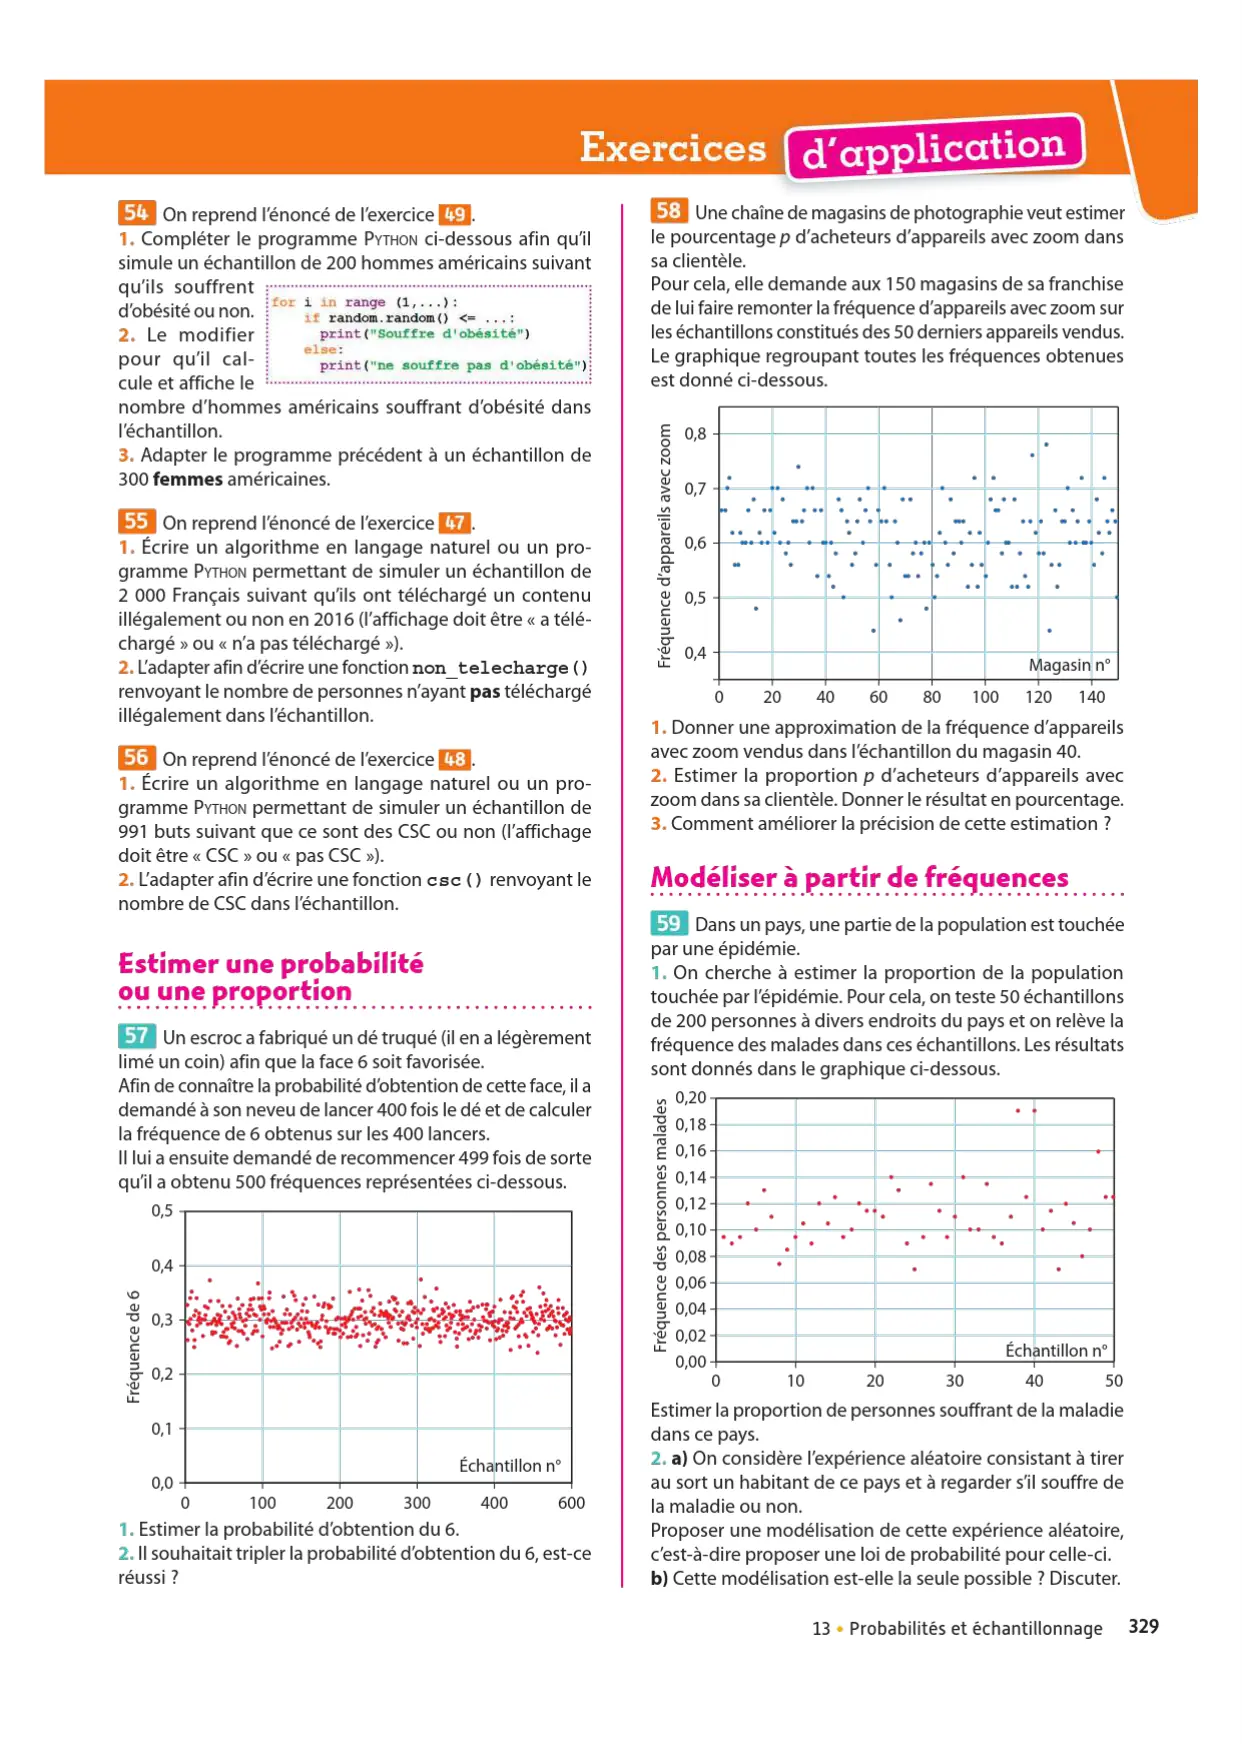 Exercices d’application
54 On reprend l’énoncé de l’exercice 49.
1. Compléter le programme PYTHON ci-dessous afin qu’il
simule un échantillon de 200 hommes américains suivant
qu’ils souffrent
d’obésité ou non.
2. Le modifier
pour qu’il cal-
cule et affiche le
for i in range (1,...):
if random.random() <= ...:
print("Souffre d'obésité")
else:
print("ne souffre pas d'obésité")
nombre d’hommes américains souffrant d’obésité dans
l’échantillon.
3. Adapter le programme précédent à un échantillon de
300 femmes américaines.
55 On reprend l’énoncé de l’exercice 47.
1. Écrire un algorithme en langage naturel ou un pro-
gramme PYTHON permettant de simuler un échantillon de
2 000 Français suivant qu’ils ont téléchargé un contenu
illégalement ou non en 2016 (l’affichage doit être « a télé-
chargé » ou « n’a pas téléchargé »).
2. L’adapter afin d’écrire une fonction non_telecharge()
renvoyant le nombre de personnes n’ayant pas téléchargé
illégalement dans l’échantillon.
56 On reprend l’énoncé de l’exercice 48.
1. Écrire un algorithme en langage naturel ou un pro-
gramme PYTHON permettant de simuler un échantillon de
991 buts suivant que ce sont des CSC ou non (l’affichage
doit être « CSC » ou « pas CSC »).
2. L’adapter afin d’écrire une fonction csc() renvoyant le
nombre de CSC dans l’échantillon.
Estimer une probabilité
ou une proportion
57 Un escroc a fabriqué un dé truqué (il en a légèrement
limé un coin) afin que la face 6 soit favorisée.
Afin de connaître la probabilité d’obtention de cette face, il a
demandé à son neveu de lancer 400 fois le dé et de calculer
la fréquence de 6 obtenus sur les 400 lancers.
Il lui a ensuite demandé de recommencer 499 fois de sorte
qu’il a obtenu 500 fréquences représentées ci-dessous.
Fréquence de 6
0,5
0,4
0,3
0,2
0,1
0,0
Échantillon n°
0 100 200 300 400 600
1. Estimer la probabilité d’obtention du 6.
2. Il souhaitait tripler la probabilité d’obtention du 6, est-ce
réussi ?
58 Une chaîne de magasins de photographie veut estimer
le pourcentage p d’acheteurs d’appareils avec zoom dans
sa clientèle.
Pour cela, elle demande aux 150 magasins de sa franchise
de lui faire remonter la fréquence d’appareils avec zoom sur
les échantillons constitués des 50 derniers appareils vendus.
Le graphique regroupant toutes les fréquences obtenues
est donné ci-dessous.
Fréquence d’appareils avec zoom
0,8
0,7
0,6
0,5
0,4
Magasin n°
0 20 40 60 80 100 120 140
1. Donner une approximation de la fréquence d’appareils
avec zoom vendus dans l’échantillon du magasin 40.
2. Estimer la proportion p d’acheteurs d’appareils avec
zoom dans sa clientèle. Donner le résultat en pourcentage.
3. Comment améliorer la précision de cette estimation ?
Modéliser à partir de fréquences
59 Dans un pays, une partie de la population est touchée
par une épidémie.
1. On cherche à estimer la proportion de la population
touchée par l’épidémie. Pour cela, on teste 50 échantillons
de 200 personnes à divers endroits du pays et on relève la
fréquence des malades dans ces échantillons. Les résultats
sont donnés dans le graphique ci-dessous.
Fréquence des personnes malades
0,20
0,18
0,16
0,14
0,12
0,10
0,08
0,06
0,04
0,02
0,00
Échantillon n°
0 10 20 30 40 50
Estimer la proportion de personnes souffrant de la maladie
dans ce pays.
2. a) On considère l’expérience aléatoire consistant à tirer
au sort un habitant de ce pays et à regarder s’il souffre de
la maladie ou non.
Proposer une modélisation de cette expérience aléatoire,
c’est-à-dire proposer une loi de probabilité pour celle-ci.
b) Cette modélisation est-elle la seule possible ? Discuter.
13 • Probabilités et échantillonnage 329